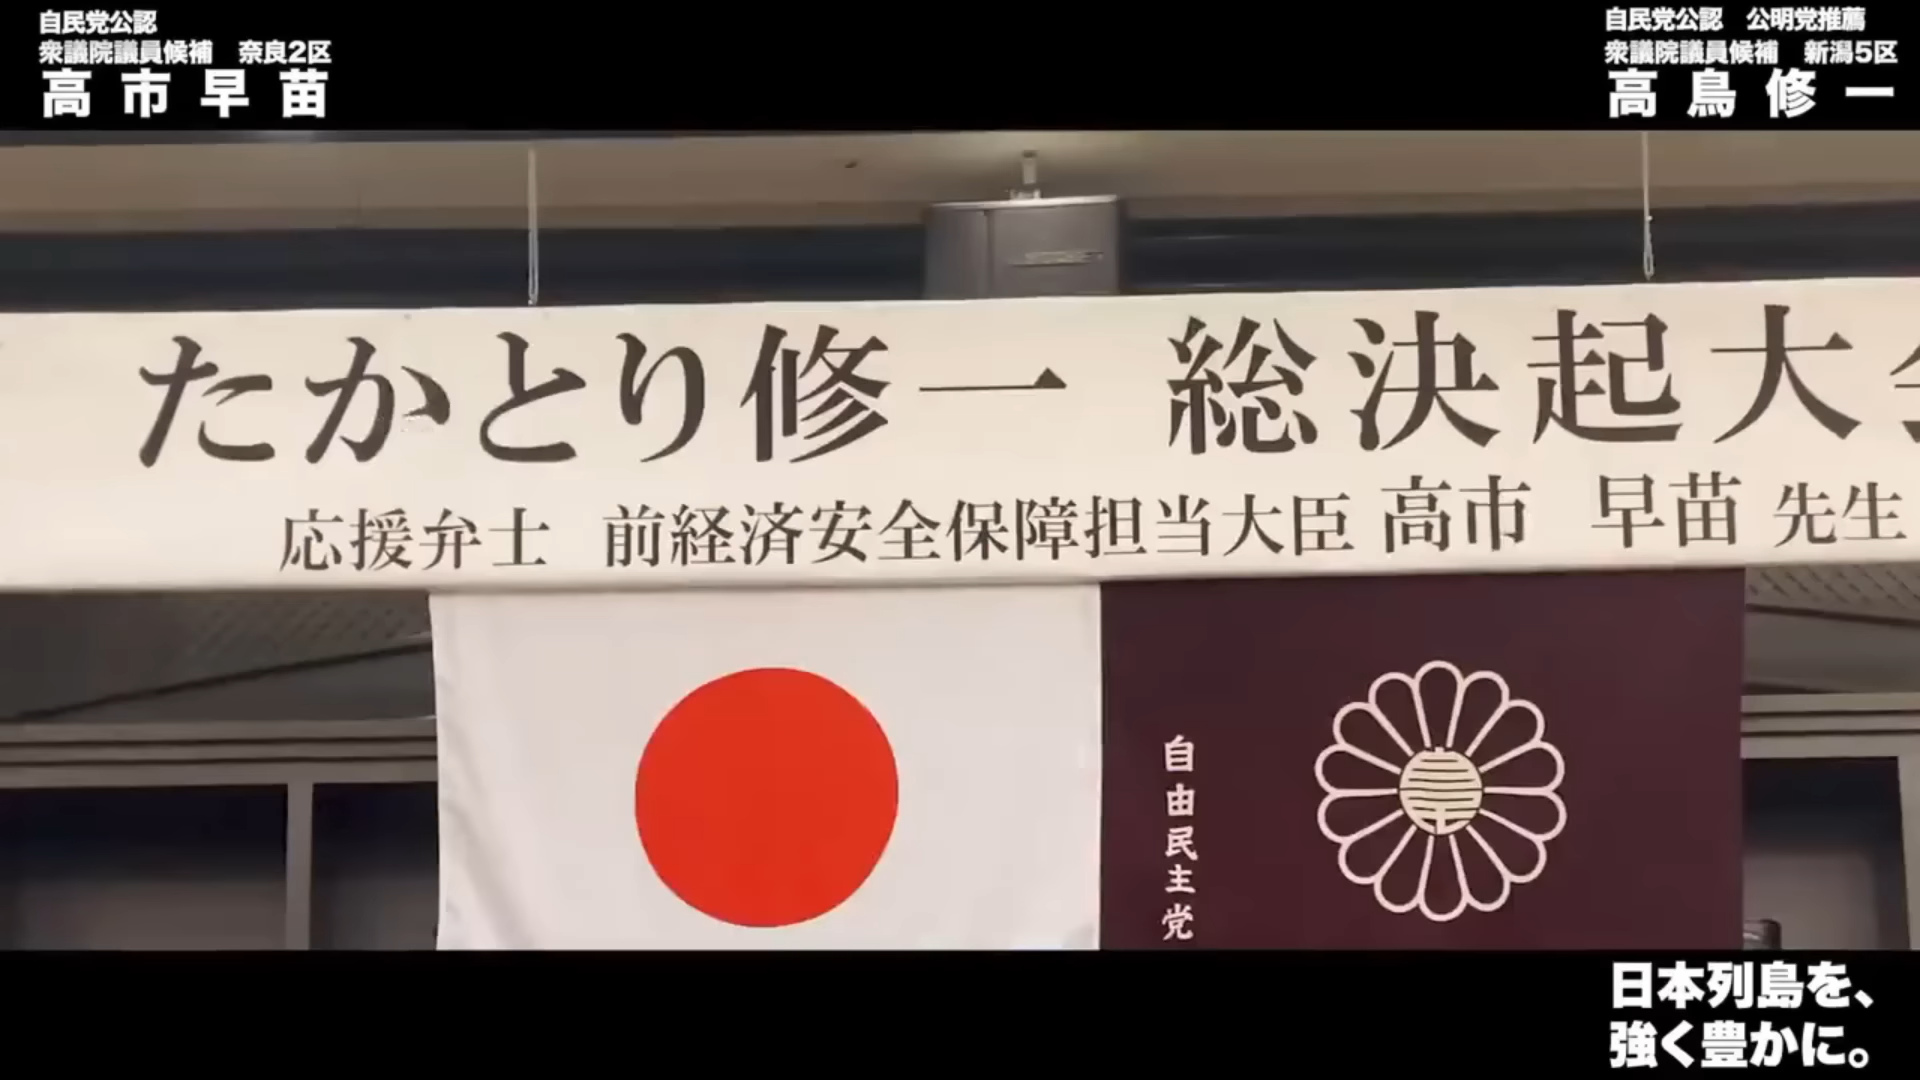 自民党公認
衆議院議員候補　奈良2区
高市早苗
自民党公認　公明党推薦
衆議院議員候補　新潟5区
高鳥修一
たかとり修一 総決起大
応援弁士　前経済安全保障担当大臣 高市 早苗 先生
自由民主党
日本列島を、
強く豊かに。